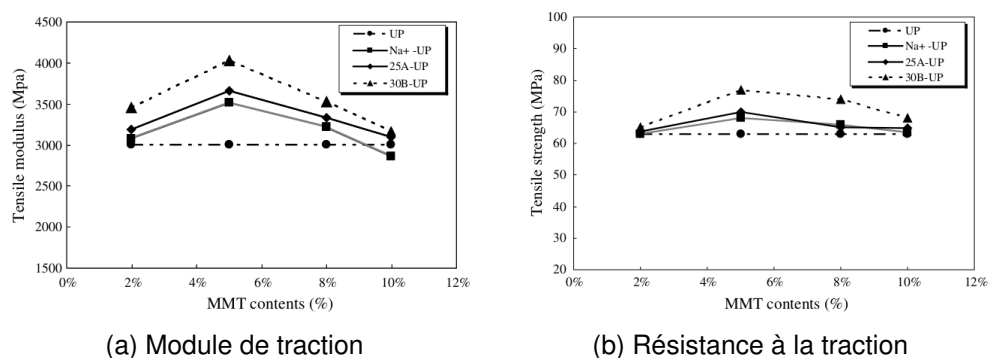 4500
4000
3500
3000
2500
2000
1500
Tensile modulus (Mpa)
UP
Na+ -UP
25A-UP
30B-UP
0% 2% 4% 6% 8% 10% 12%
MMT contents (%)
(a) Module de traction
100
90
80
70
60
50
40
30
20
Tensile strength (MPa)
UP
Na+ -UP
25A-UP
30B-UP
0% 2% 4% 6% 8% 10% 12%
MMT contents (%)
(b) Résistance à la traction